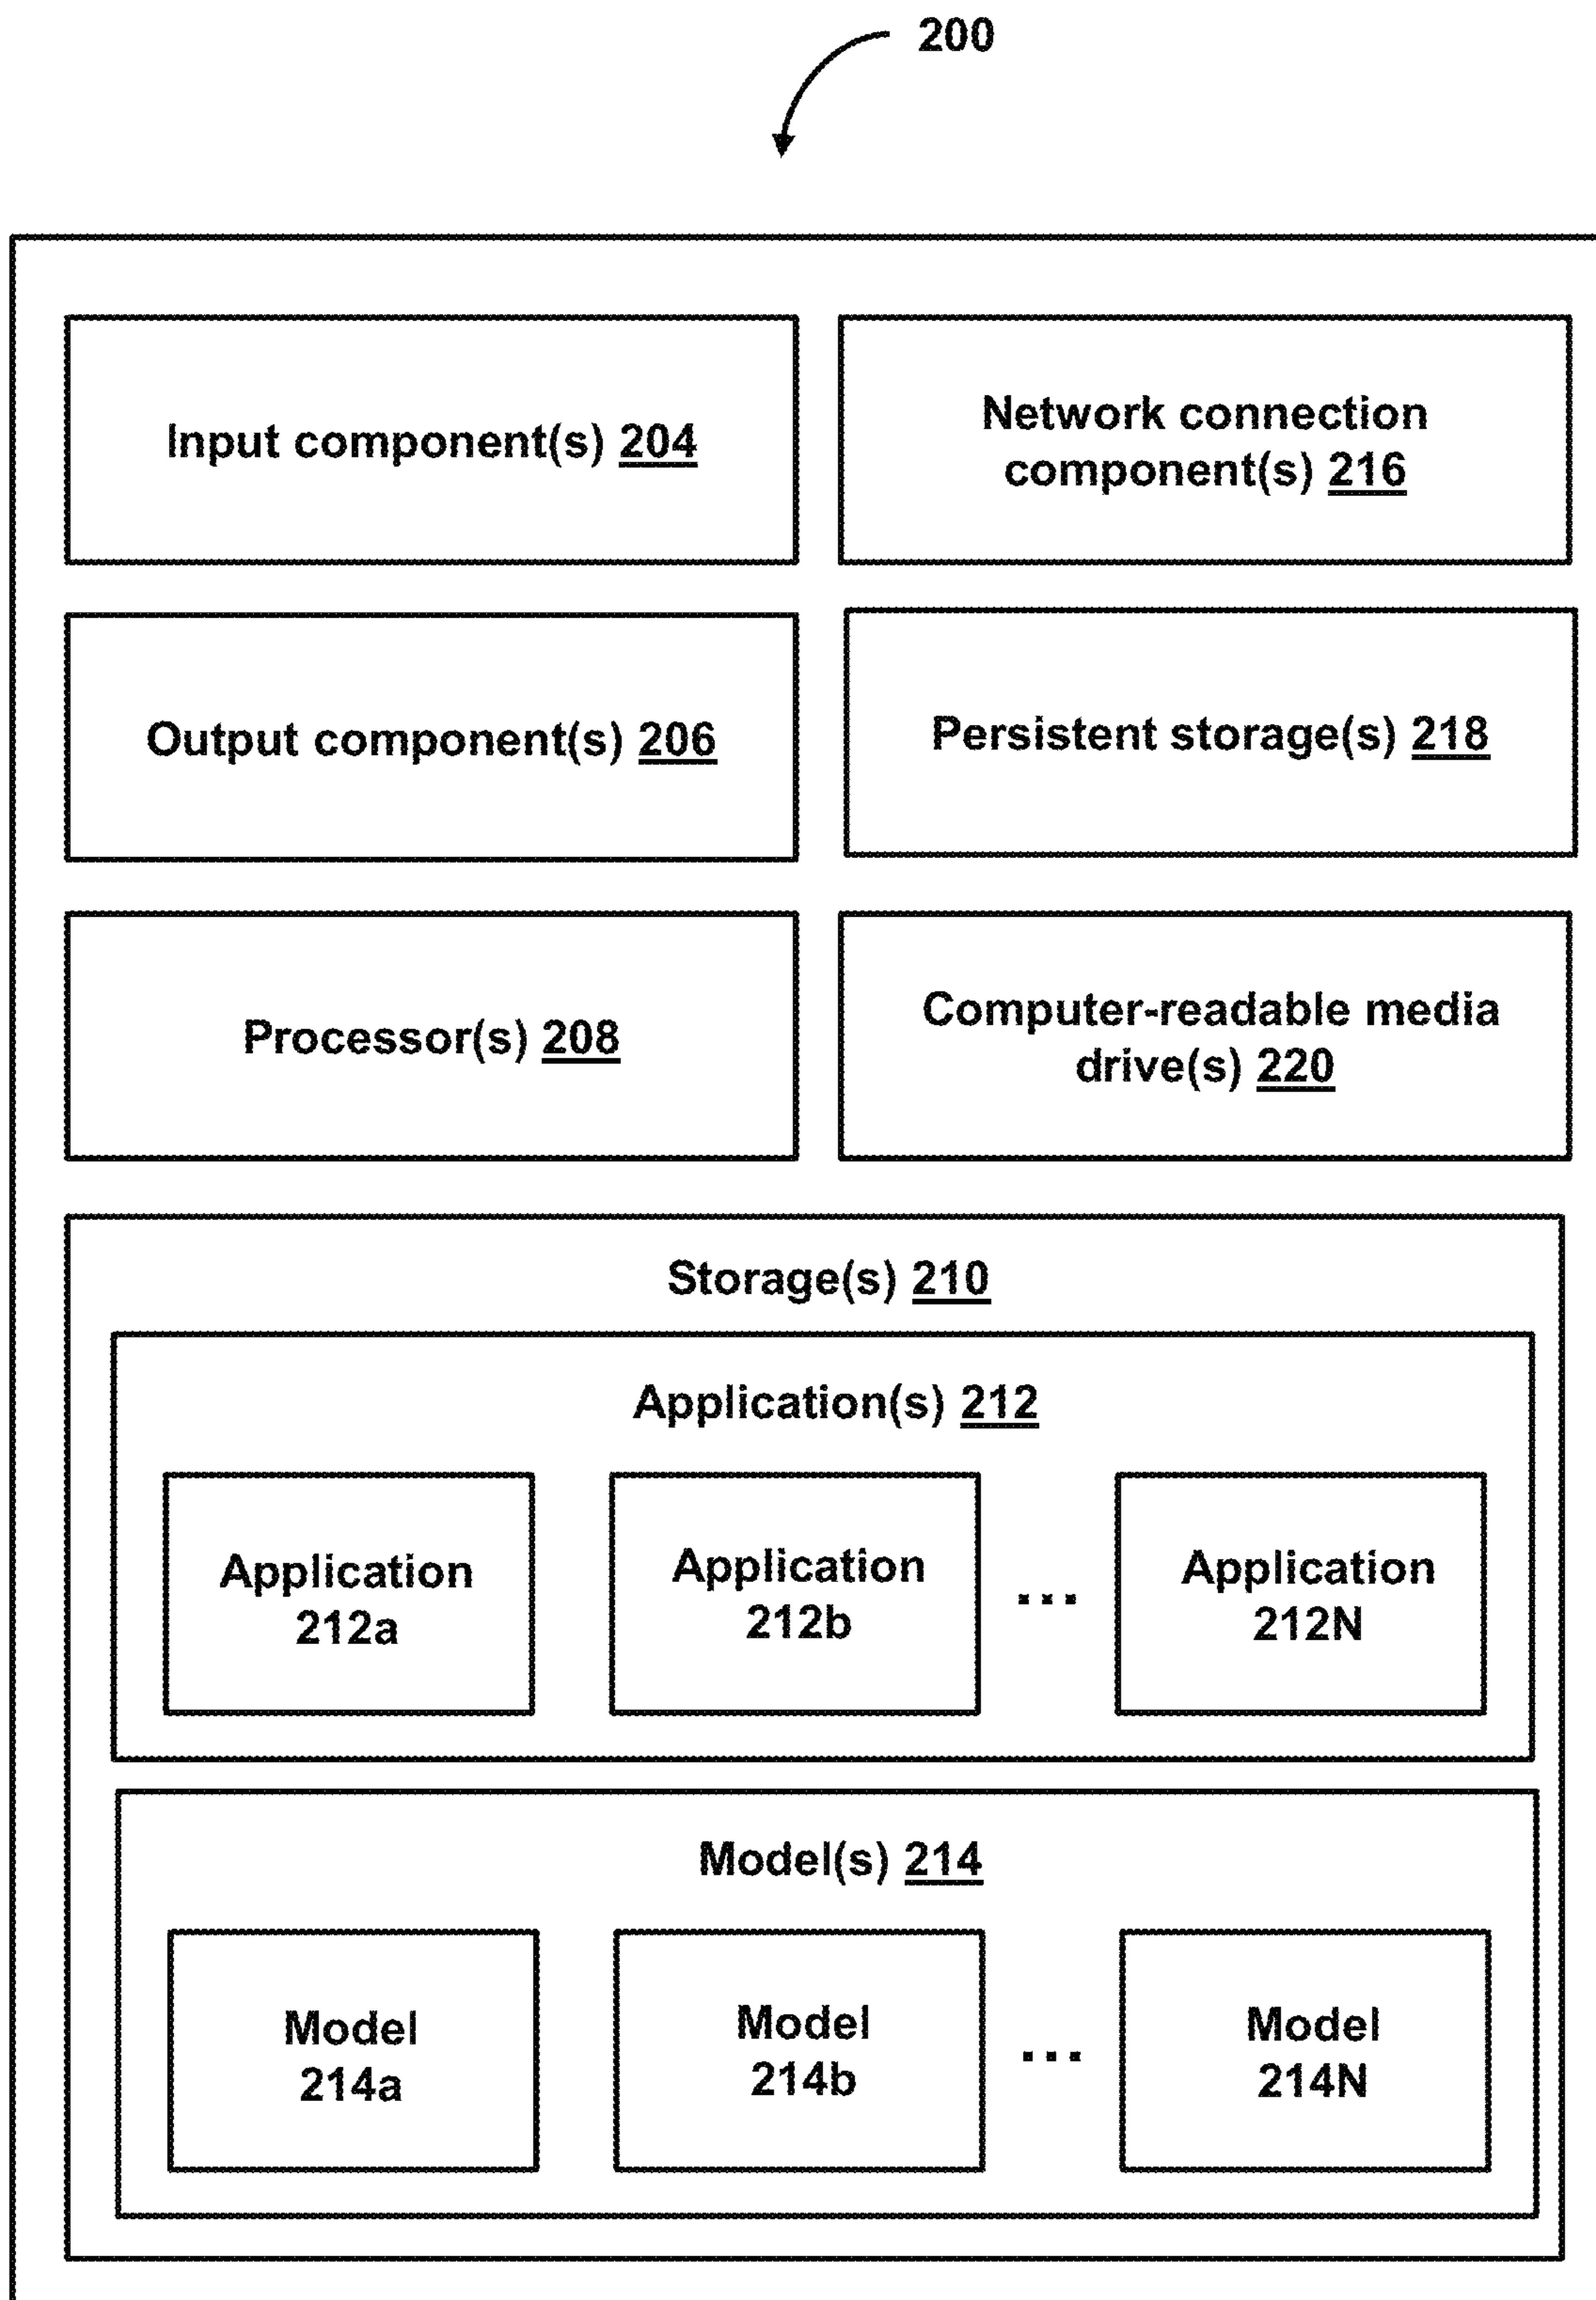 200
Input component(s) 204
Network connection
component(s) 216
Output component(s) 206
Persistent storage(s) 218
Processor(s) 208
Computer-readable media
drive(s) 220
Storage(s) 210
Application(s) 212
Application
212a
Application
212b
...
Application
212N
Model(s) 214
Model
214a
Model
214b
...
Model
214N